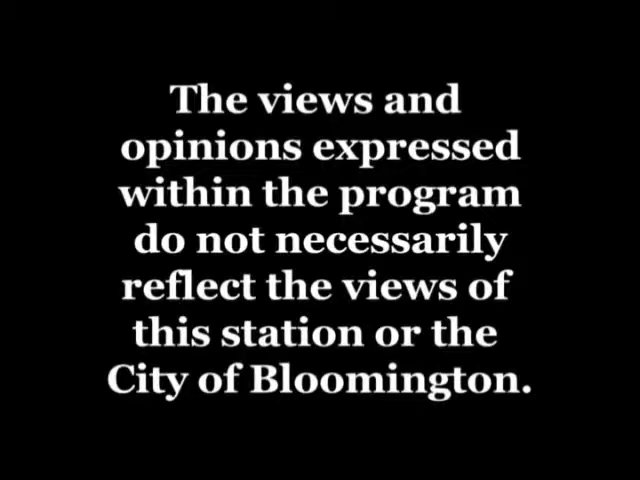 The views and
opinions expressed
within the program
do not necessarily
reflect the views of
this station or the
City of Bloomington.